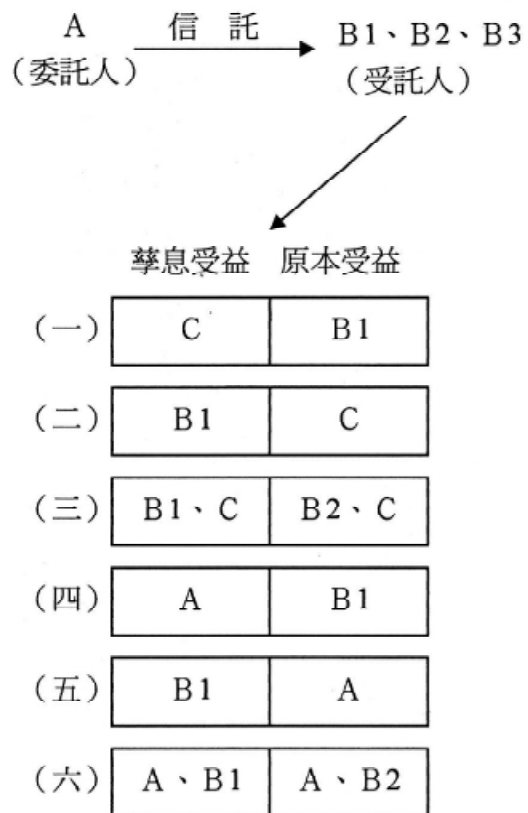 A 信託 B1、B2、B3
（委託人） （受託人）
孳息受益 原本受益
（一） C B1
（二） B1 C
（三） B1、C B2、C
（四） A B1
（五） B1 A
（六） A、B1 A、B2